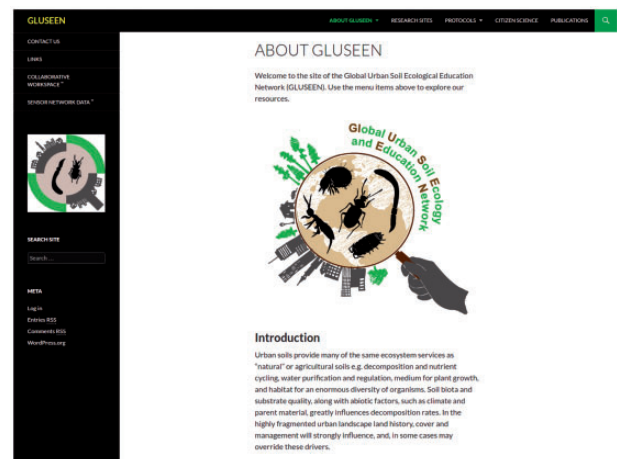 GLUSEEN
ABOUT GLUSEEN
RESEARCH SITES
PROTOCOLS
CITIZEN SCIENCE
PUBLICATIONS
CONTACT US
LINKS
COLLABORATIVE
WORKSPACE
SENSOR NETWORK DATA
SEARCH SITE
Search ...
META
Log in
Entries RSS
Comments RSS
WordPress.org
ABOUT GLUSEEN
Welcome to the site of the Global Urban Soil Ecological Education
Network (GLUSEEN). Use the menu items above to explore our
resources.
Global Urban Soil Ecology
and Education Network
Introduction
Urban soils provide many of the same ecosystem services as
"natural" or agricultural soils e.g. decomposition and nutrient
cycling, water purification and regulation, medium for plant growth,
and habitat for an enormous diversity of organisms. Soil biota and
substrate quality, along with abiotic factors, such as climate and
parent material, greatly influences decomposition rates. In the
highly fragmented urban landscape land history, cover and
management will strongly influence, and, in some cases may
override these drivers.